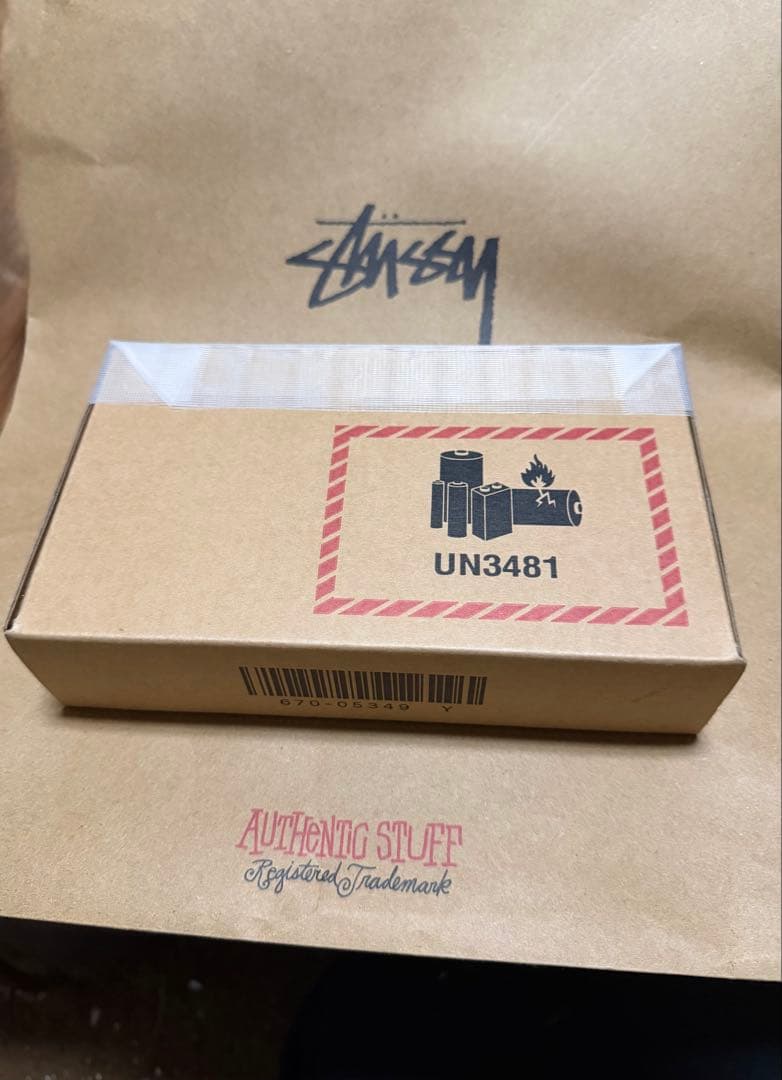 Stüssy
UN3481
670-05349 Y
AUTHENTIC STUFF
Registered Trademark